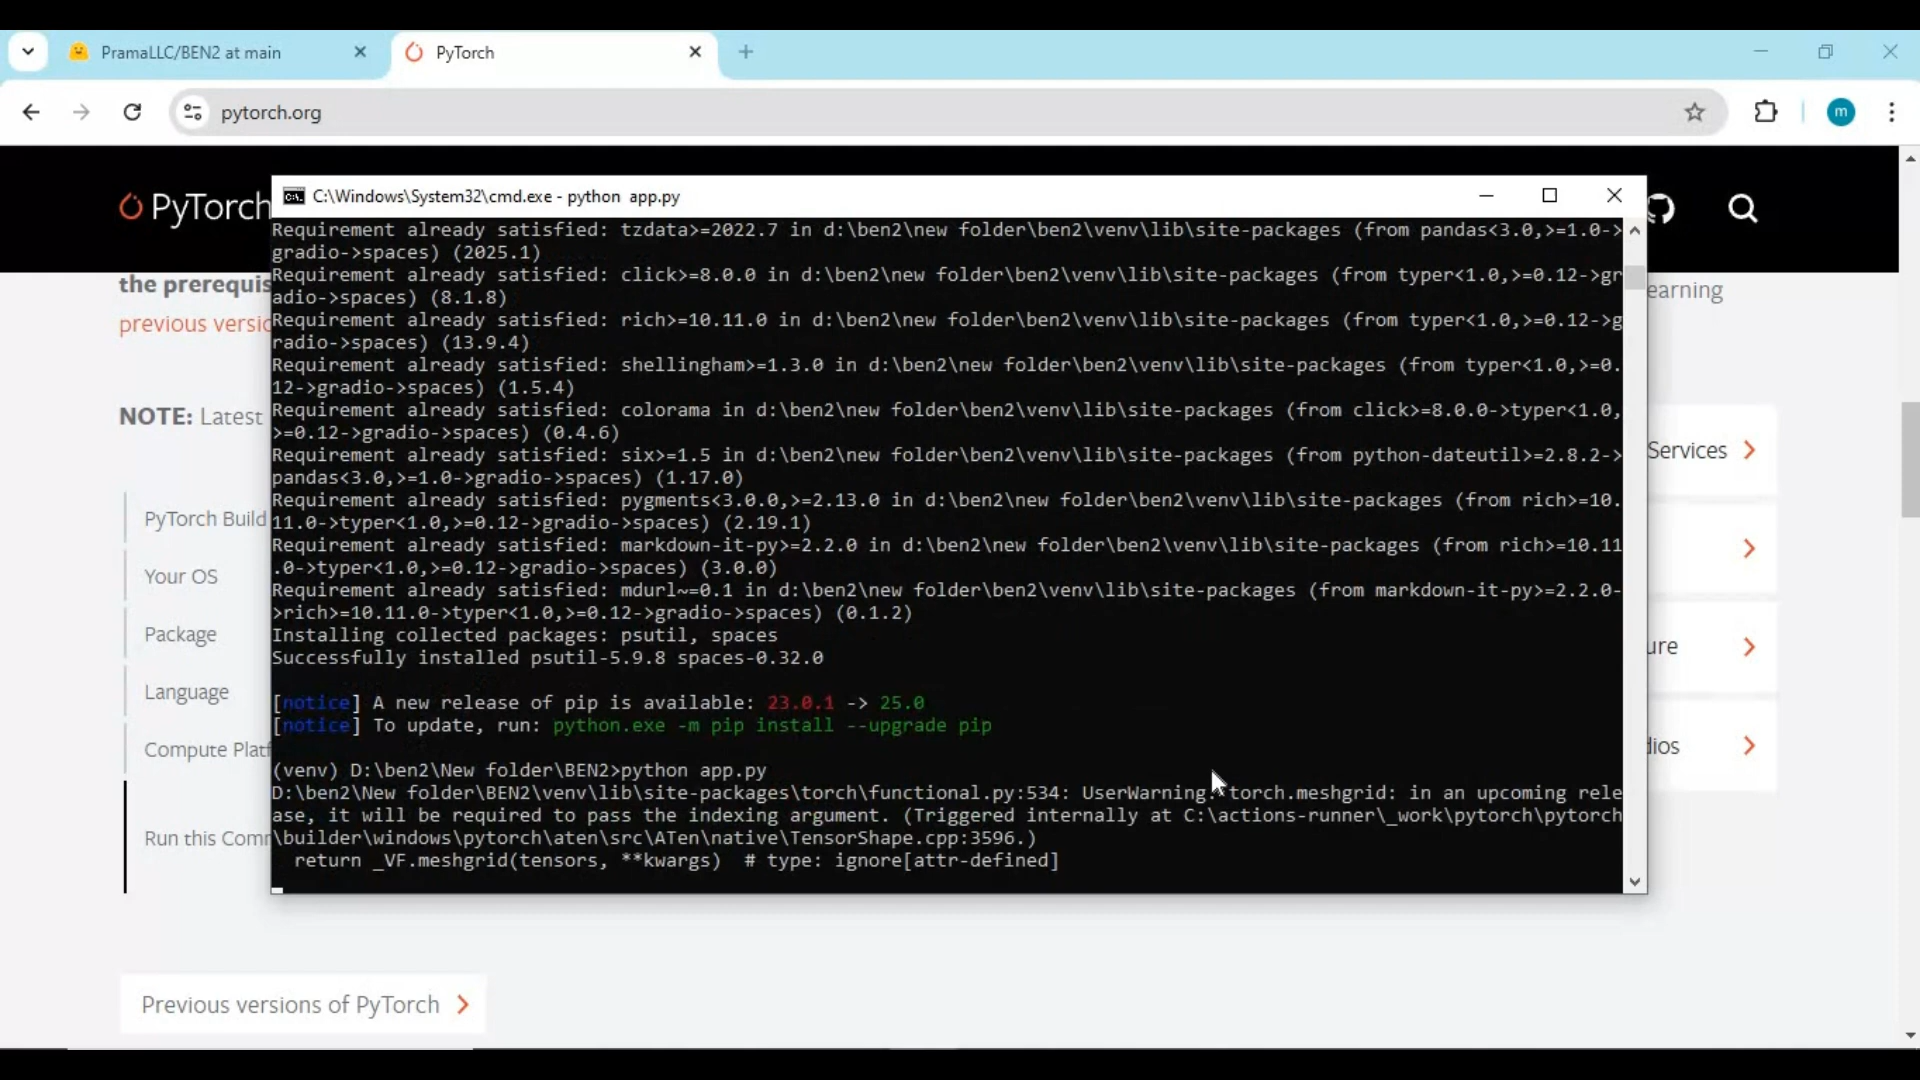 PramaLLC/BEN2 at main
PyTorch
pytorch.org
m
PyTorch
C:\Windows\System32\cmd.exe - python  app.py
the prerequis
previous versio
earning
NOTE: Latest
PyTorch Build
Your OS
Package
Language
Compute Platf
Run this Comm
Services
ure
dios
Requirement already satisfied: tzdata>=2022.7 in d:\ben2\new folder\ben2\venv\lib\site-packages (from pandas<3.0,>=1.0->
gradio->spaces) (2025.1)
Requirement already satisfied: click>=8.0.0 in d:\ben2\new folder\ben2\venv\lib\site-packages (from typer<1.0,>=0.12->gr
adio->spaces) (8.1.8)
Requirement already satisfied: rich>=10.11.0 in d:\ben2\new folder\ben2\venv\lib\site-packages (from typer<1.0,>=0.12->g
radio->spaces) (13.9.4)
Requirement already satisfied: shellingham>=1.3.0 in d:\ben2\new folder\ben2\venv\lib\site-packages (from typer<1.0,>=0.
12->gradio->spaces) (1.5.4)
Requirement already satisfied: colorama in d:\ben2\new folder\ben2\venv\lib\site-packages (from click>=8.0.0->typer<1.0,
>=0.12->gradio->spaces) (0.4.6)
Requirement already satisfied: six>=1.5 in d:\ben2\new folder\ben2\venv\lib\site-packages (from python-dateutil>=2.8.2->
pandas<3.0,>=1.0->gradio->spaces) (1.17.0)
Requirement already satisfied: pygments<3.0.0,>=2.13.0 in d:\ben2\new folder\ben2\venv\lib\site-packages (from rich>=10.
11.0->typer<1.0,>=0.12->gradio->spaces) (2.19.1)
Requirement already satisfied: markdown-it-py>=2.2.0 in d:\ben2\new folder\ben2\venv\lib\site-packages (from rich>=10.11
.0->typer<1.0,>=0.12->gradio->spaces) (3.0.0)
Requirement already satisfied: mdurl~=0.1 in d:\ben2\new folder\ben2\venv\lib\site-packages (from markdown-it-py>=2.2.0-
>rich>=10.11.0->typer<1.0,>=0.12->gradio->spaces) (0.1.2)
Installing collected packages: psutil, spaces
Successfully installed psutil-5.9.8 spaces-0.32.0
[notice] A new release of pip is available: 23.0.1 -> 25.0
[notice] To update, run: python.exe -m pip install --upgrade pip
(venv) D:\ben2\New folder\BEN2>python app.py
D:\ben2\New folder\BEN2\venv\lib\site-packages\torch\functional.py:534: UserWarning: torch.meshgrid: in an upcoming rele
ase, it will be required to pass the indexing argument. (Triggered internally at C:\actions-runner\_work\pytorch\pytorch
\builder\windows\pytorch\aten\src\ATen\native\TensorShape.cpp:3596.)
  return _VF.meshgrid(tensors, **kwargs)  # type: ignore[attr-defined]
Previous versions of PyTorch